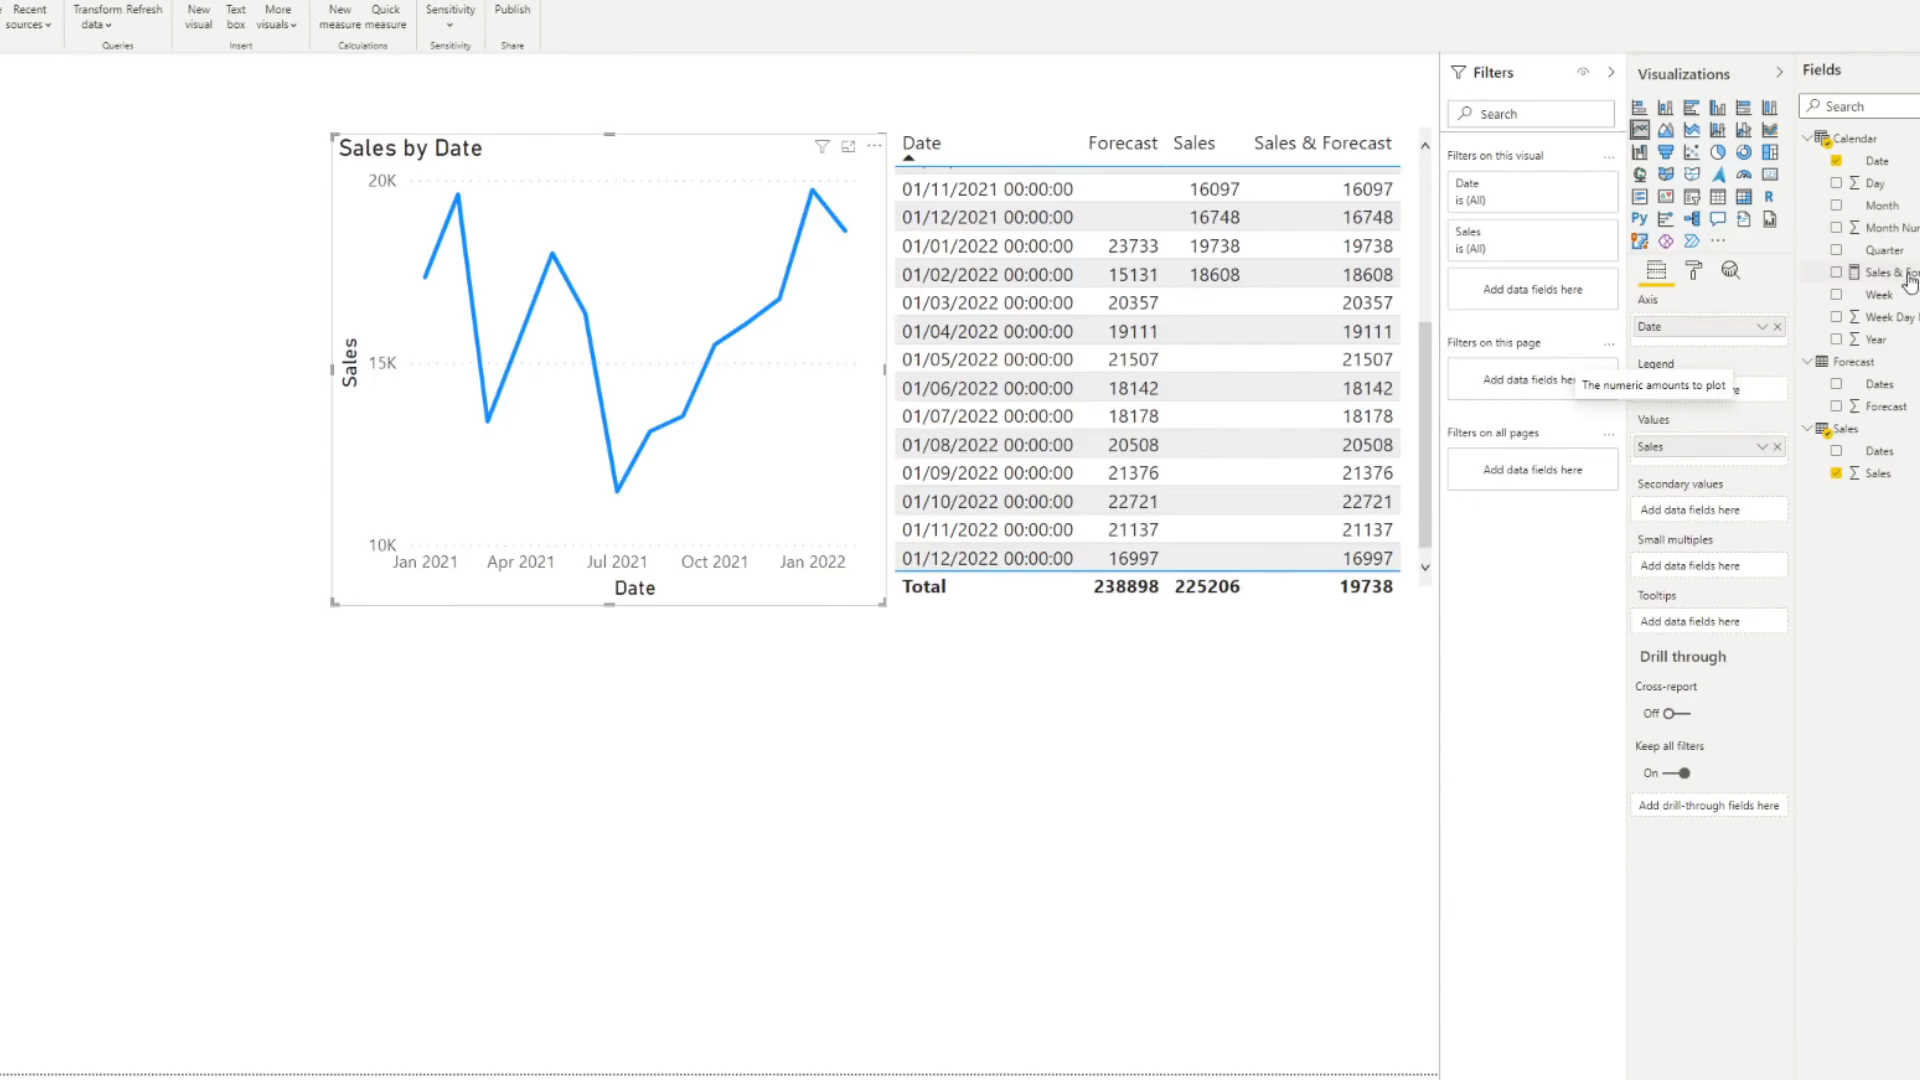 Recent
sources
Transform Refresh
data
Queries
New
visual
Text
box
More
visuals
Insert
New
measure
Quick
measure
Calculations
Sensitivity
Sensitivity
Publish
Share
Sales by Date
20K
15K
10K
Sales
Jan 2021 Apr 2021 Jul 2021 Oct 2021 Jan 2022
Date
Date Forecast Sales Sales & Forecast
01/11/2021 00:00:00 16097 16097
01/12/2021 00:00:00 16748 16748
01/01/2022 00:00:00 23733 19738 19738
01/02/2022 00:00:00 15131 18608 18608
01/03/2022 00:00:00 20357 20357
01/04/2022 00:00:00 19111 19111
01/05/2022 00:00:00 21507 21507
01/06/2022 00:00:00 18142 18142
01/07/2022 00:00:00 18178 18178
01/08/2022 00:00:00 20508 20508
01/09/2022 00:00:00 21376 21376
01/10/2022 00:00:00 22721 22721
01/11/2022 00:00:00 21137 21137
01/12/2022 00:00:00 16997 16997
Total 238898 225206 19738
Filters
Search
Filters on this visual ...
Date
is (All)
Sales
is (All)
Add data fields here
Filters on this page ...
Add data fields her
Filters on all pages ...
Add data fields here
Visualizations
R
Py
...
Axis
Date
Legend
The numeric amounts to plot
Values
Sales
Secondary values
Add data fields here
Small multiples
Add data fields here
Tooltips
Add data fields here
Drill through
Cross-report
Off
Keep all filters
On
Add drill-through fields here
Fields
Search
Calendar
Date
Day
Month
Month Nu
Quarter
Sales & Fo
Week
Week Day
Year
Forecast
Dates
Forecast
Sales
Dates
Sales